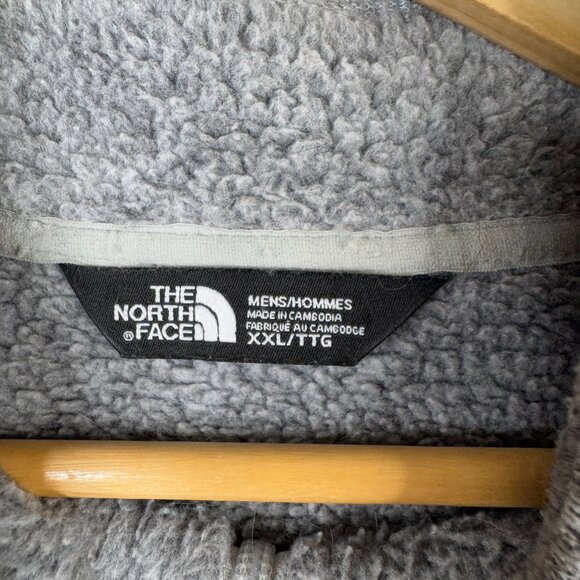 THE
NORTH
FACE
®
MENS/HOMMES
MADE IN CAMBODIA
FABRIQUÉ AU CAMBODGE
XXL/TTG